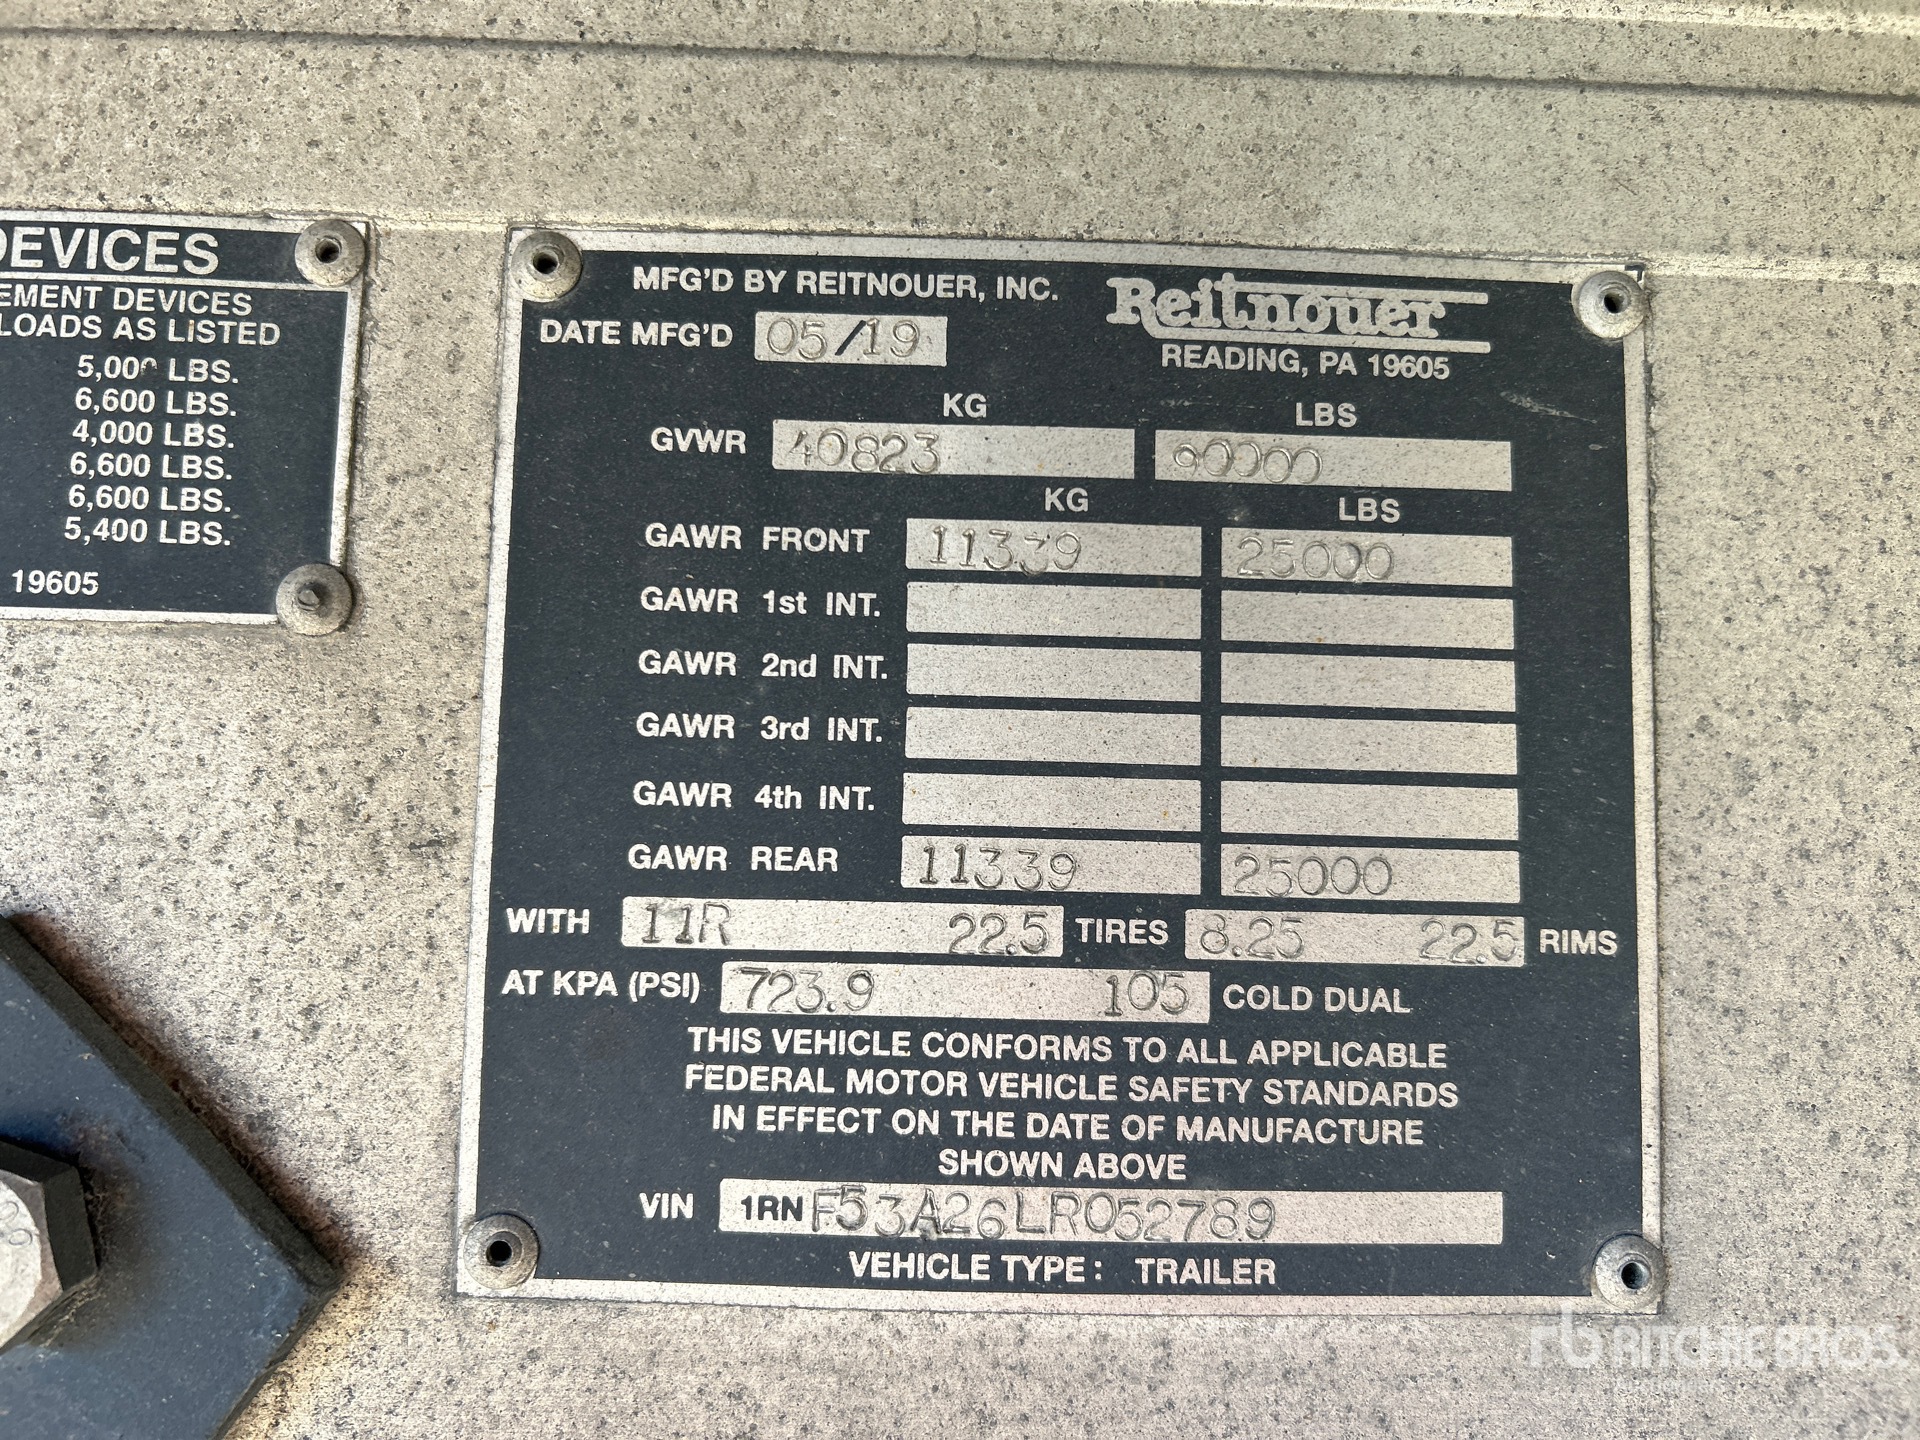 DEVICES
EMENT DEVICES
LOADS AS LISTED
5,000 LBS.
6,600 LBS.
4,000 LBS.
6,600 LBS.
6,600 LBS.
5,400 LBS.
19605
MFG'D BY REITNOUER, INC.
Reitnouer
DATE MFG'D 05/19
READING, PA 19605
KG LBS
GVWR 40823 90000
KG LBS
GAWR FRONT 11339 25000
GAWR 1st INT.
GAWR 2nd INT.
GAWR 3rd INT.
GAWR 4th INT.
GAWR REAR 11339 25000
WITH 11R 22.5 TIRES 8.25 22.5 RIMS
AT KPA (PSI) 723.9 105 COLD DUAL
THIS VEHICLE CONFORMS TO ALL APPLICABLE
FEDERAL MOTOR VEHICLE SAFETY STANDARDS
IN EFFECT ON THE DATE OF MANUFACTURE
SHOWN ABOVE
VIN 1RNF53A26LR052789
VEHICLE TYPE: TRAILER
rb RITCHIE BROS.